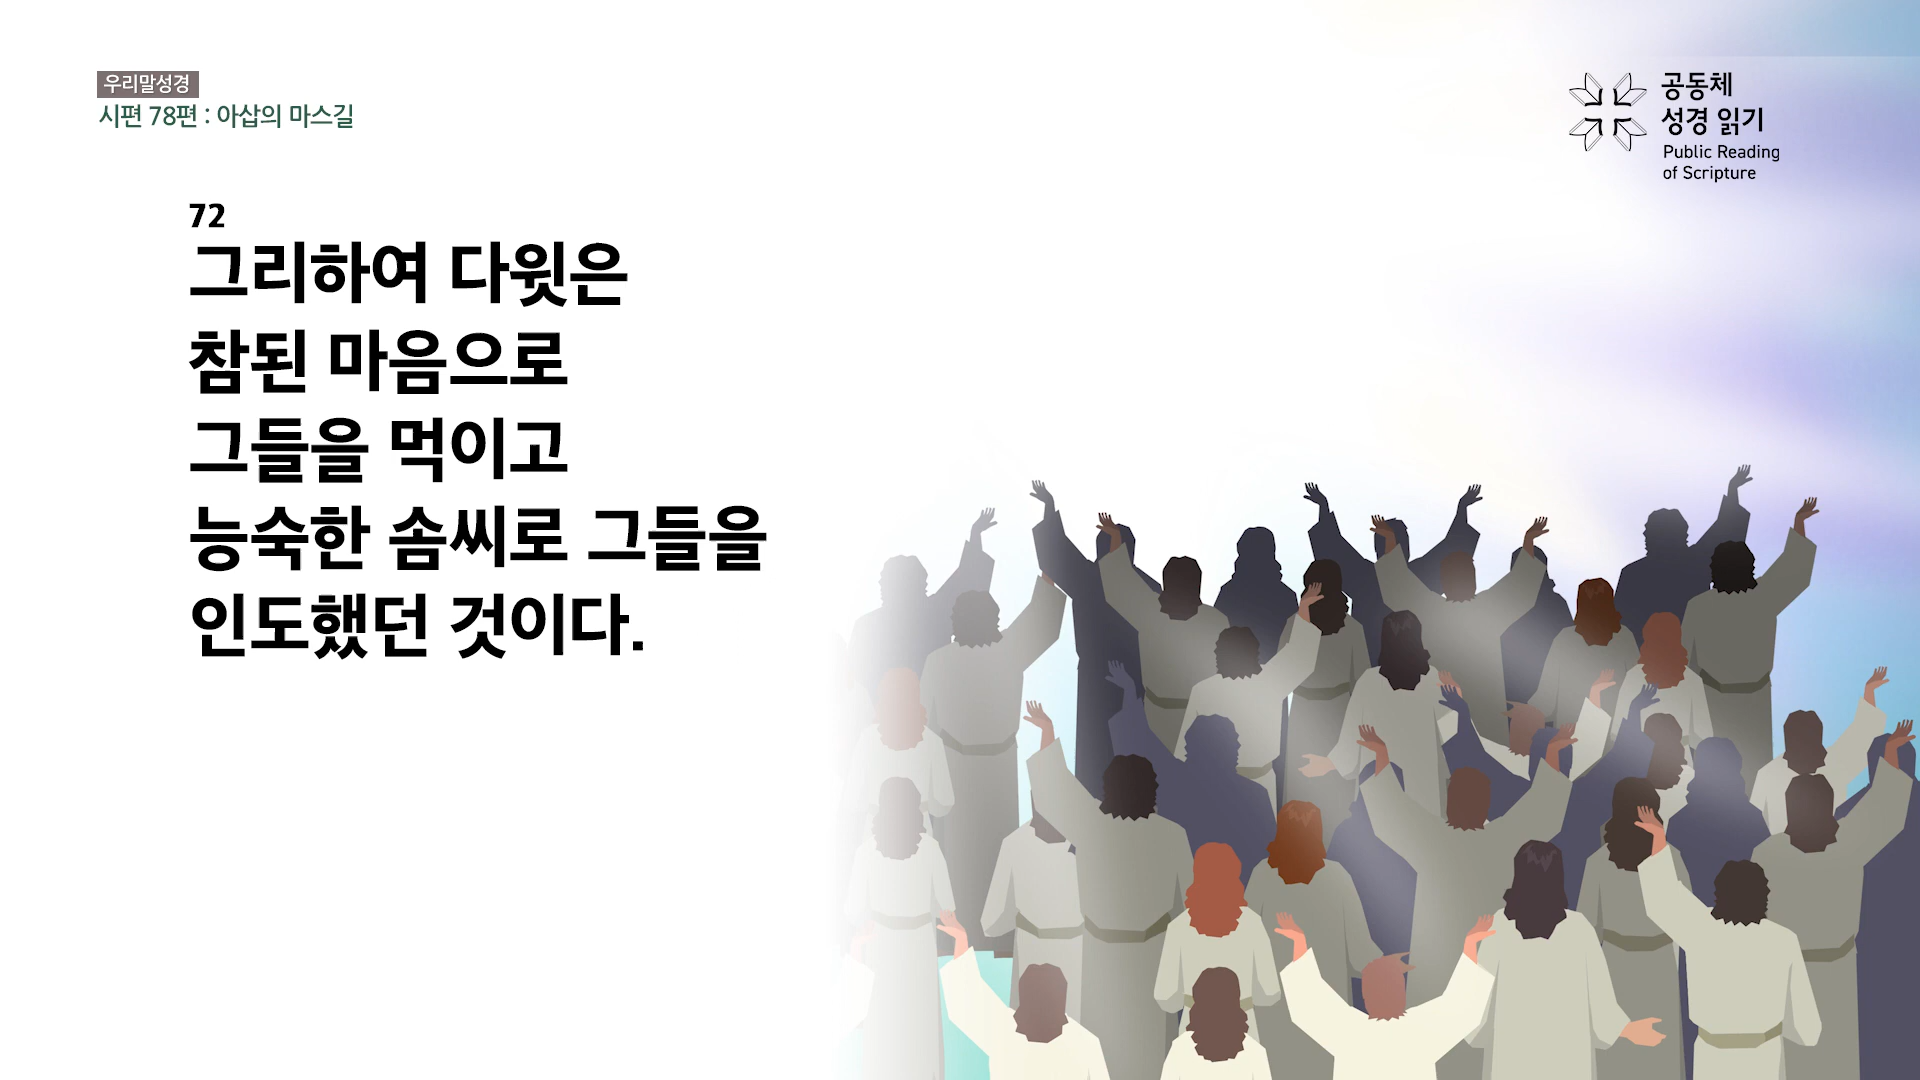 우리말성경
시편 78편 : 아삽의 마스길
공동체
성경 읽기
Public Reading
of Scripture
72
그리하여 다윗은
참된 마음으로
그들을 먹이고
능숙한 솜씨로 그들을
인도했던 것이다.